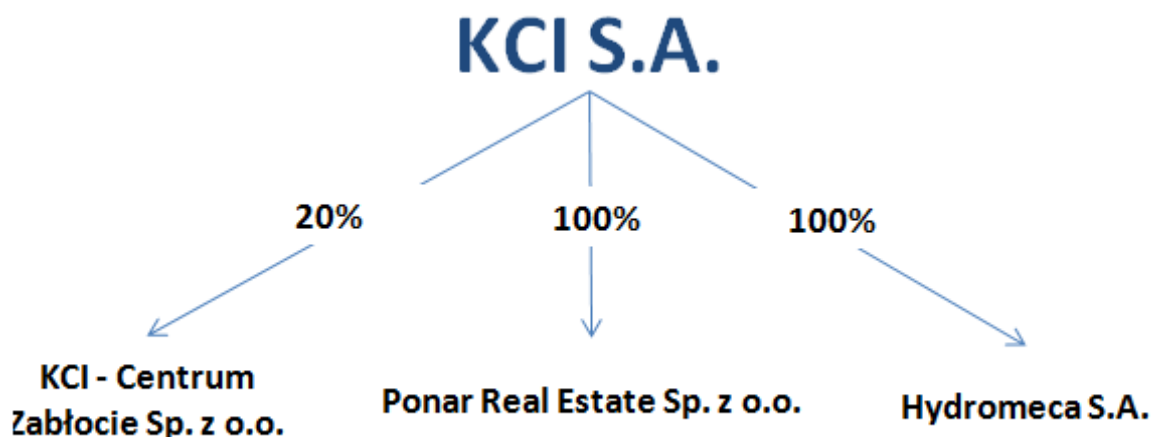 KCI S.A.
20%
100%
100%
KCI - Centrum
Zabłocie Sp. z o.o.
Ponar Real Estate Sp. z o.o.
Hydromeca S.A.